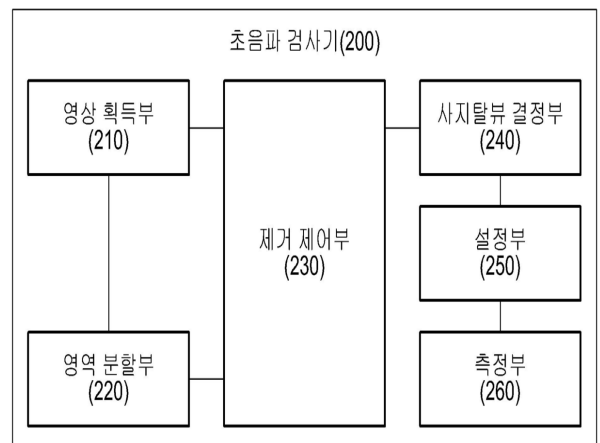 초음파 검사기(200)
영상 획득부
(210)
사지탈뷰 결정부
(240)
제거 제어부
(230)
설정부
(250)
영역 분할부
(220)
측정부
(260)